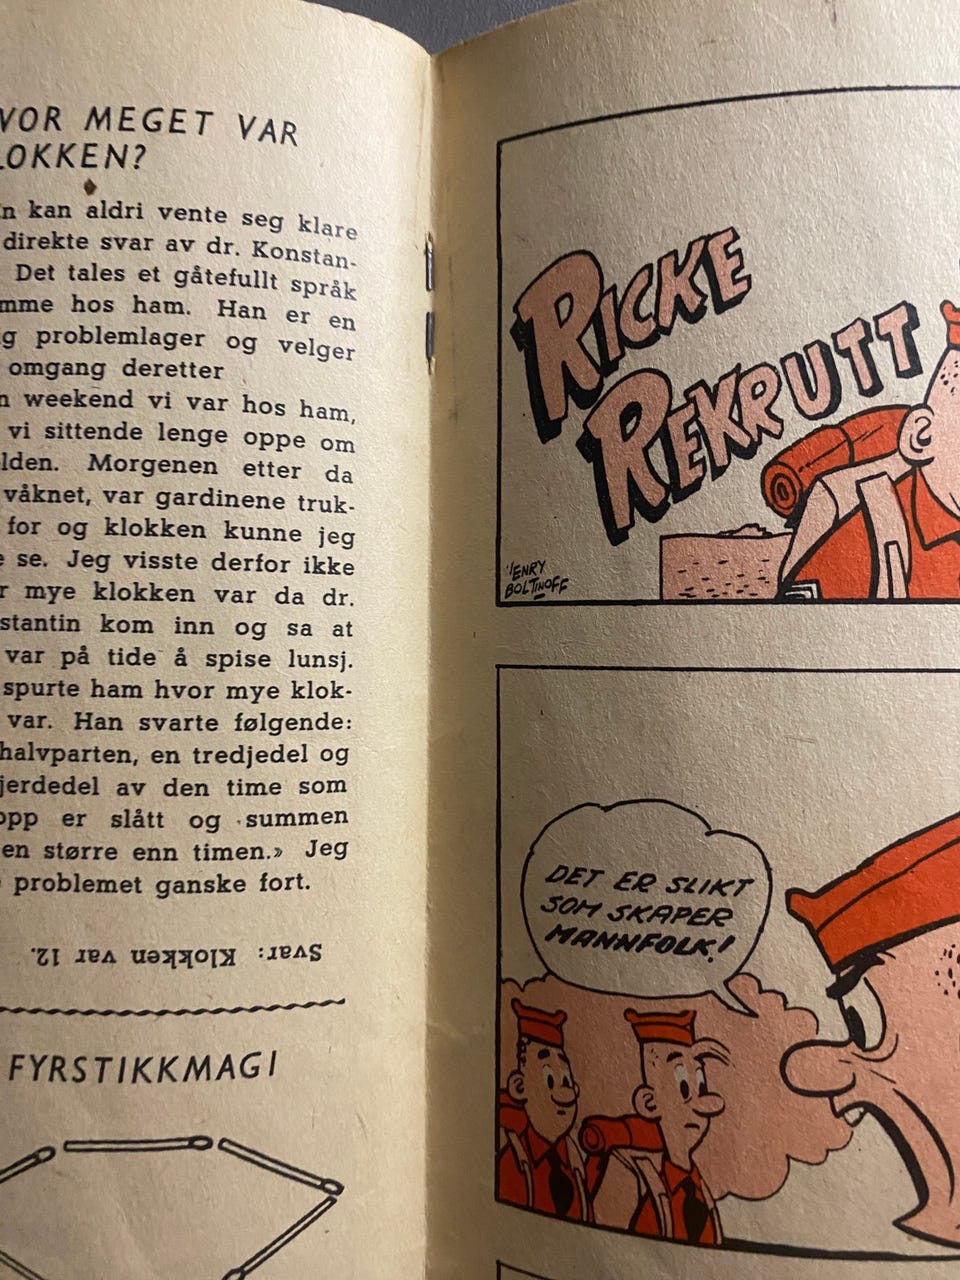 VOR MEGET VAR
LOKKEN?
n kan aldri vente seg klare
direkte svar av dr. Konstan-
Det tales et gåtefullt språk
mme hos ham. Han er en
g problemlager og velger
omgang deretter
n weekend vi var hos ham,
vi sittende lenge oppe om
lden. Morgenen etter da
våknet, var gardinene truk-
for og klokken kunne jeg
e se. Jeg visste derfor ikke
r mye klokken var da dr.
stantin kom inn og sa at
var på tide å spise lunsj.
spurte ham hvor mye klok-
var. Han svarte følgende:
halvparten, en tredjedel og
jerdedel av den time som
opp er slått og summen
en større enn timen.» Jeg
problemet ganske fort.
Svar: Klokken var 12.
FYRSTIKKMAGI
RICKE
REKRUTT
HENRY
BOLTINOFF
DET ER SLIKT
SOM SKAPER
MANNFOLK!